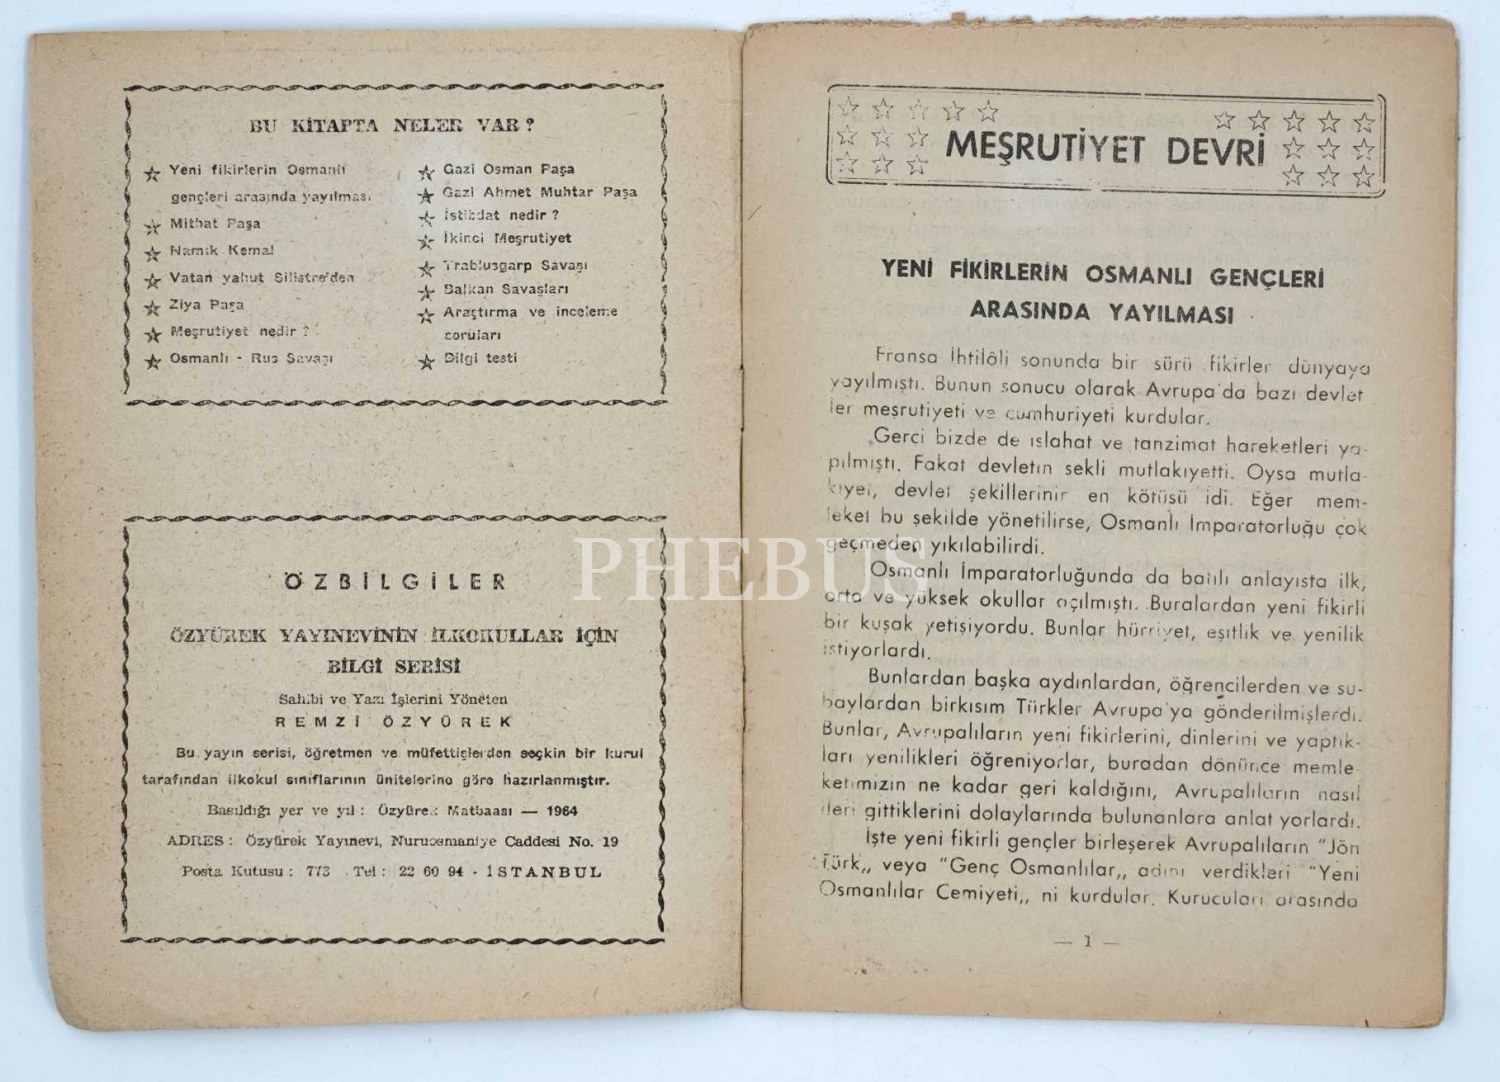 BU KİTAPTA NELER VAR ?
Yeni fikirlerin Osmanlı
gençleri arasında yayılması
Mithat Paşa
Namık Kemal
Vatan yahut Silistre'den
Ziya Paşa
Meşrutiyet nedir ?
Osmanlı - Rus Savaşı
Gazi Osman Paşa
Gazi Ahmet Muhtar Paşa
İstibdat nedir ?
İkinci Meşrutiyet
Trablusgarp Savaşı
Balkan Savaşları
Araştırma ve inceleme
soruları
Bilgi testi
ÖZBİLGİLER
ÖZYÜREK YAYINEVİNİN İLKOKULLAR İÇİN
BİLGİ SERİSİ
Sahibi ve Yazı İşlerini Yöneten
REMZİ ÖZYÜREK
Bu yayın serisi, öğretmen ve müfettişlerden seçkin bir kurul
tarafından ilkokul sınıflarının ünitelerine göre hazırlanmıştır.
Basıldığı yer ve yıl : Özyürek Matbaası — 1964
ADRES : Özyürek Yayınevi, Nuruosmaniye Caddesi No. 19
Posta Kutusu : 773 Tel : 22 60 94 - İSTANBUL
MEŞRUTİYET DEVRİ
YENİ FİKİRLERİN OSMANLI GENÇLERİ
ARASINDA YAYILMASI
Fransa İhtilâli sonunda bir sürü fikirler dünyaya
yayılmıştı. Bunun sonucu olarak Avrupa'da bazı devlet
ler meşrutiyeti ve cumhuriyeti kurdular.
Gerçi bizde de ıslahat ve tanzimat hareketleri ya-
pılmıştı. Fakat devletin sekli mutlakıyetti. Oysa mutla-
kıyet, devlet şekillerinin en kötüsü idi. Eğer mem-
leket bu şekilde yönetilirse, Osmanlı İmparatorluğu çok
geçmeden yıkılabilirdi.
Osmanlı İmparatorluğunda da batılı anlayısta ilk,
orta ve yüksek okullar açılmıştı. Buralardan yeni fikirli
bir kuşak yetişiyordu. Bunlar hürriyet, eşitlik ve yenilik
istiyorlardı.
Bunlardan başka aydınlardan, öğrencilerden ve su-
baylardan birkısım Türkler Avrupa'ya gönderilmişlerdi.
Bunlar, Avrupalıların yeni fikirlerini, dinlerini ve yaptık-
ları yenilikleri öğreniyorlar, buradan dönünce memle
ketimizin ne kadar geri kaldığını, Avrupalıların nasıl
ileri gittiklerini dolaylarında bulunanlara anlatıyorlardı.
İşte yeni fikirli gençler birleşerek Avrupalıların "Jön
Türk,, veya "Genç Osmanlılar,, adını verdikleri "Yeni
Osmanlılar Cemiyeti,, ni kurdular. Kurucuları arasında
— 1 —
PHEBUS